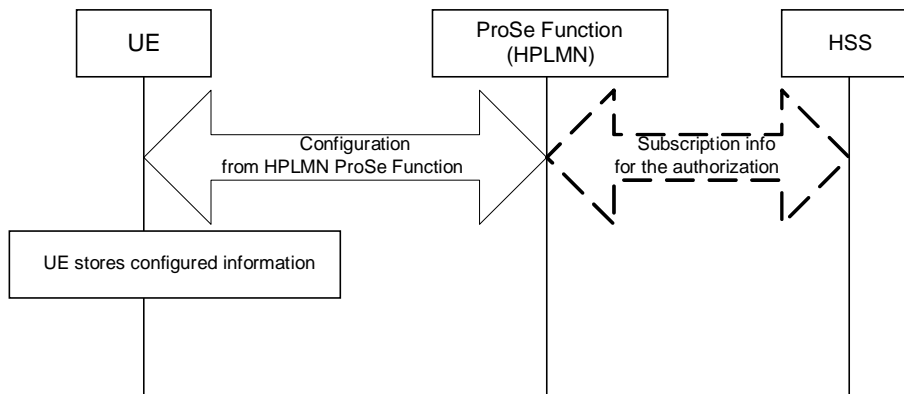 UE
ProSe Function
(HPLMN)
HSS
Configuration
from HPLMN ProSe Function
Subscription info
for the authorization
UE stores configured information